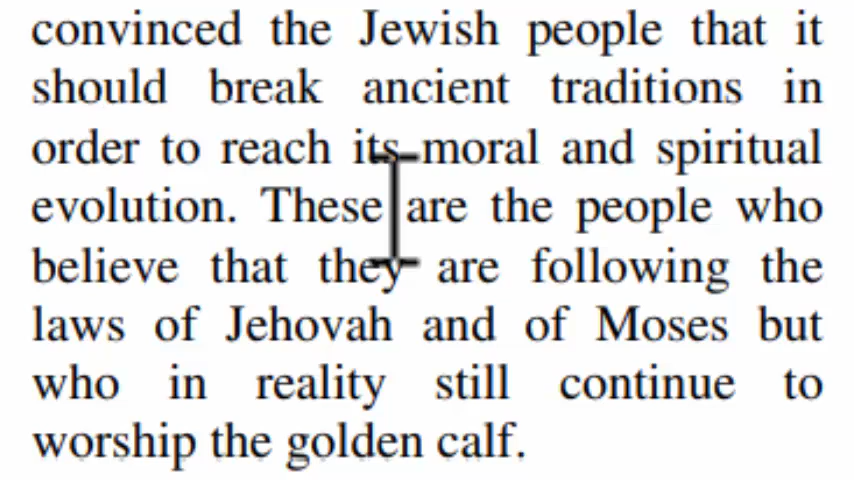 convinced the Jewish people that it
should break ancient traditions in
order to reach its moral and spiritual
evolution. These are the people who
believe that they are following the
laws of Jehovah and of Moses but
who in reality still continue to
worship the golden calf.